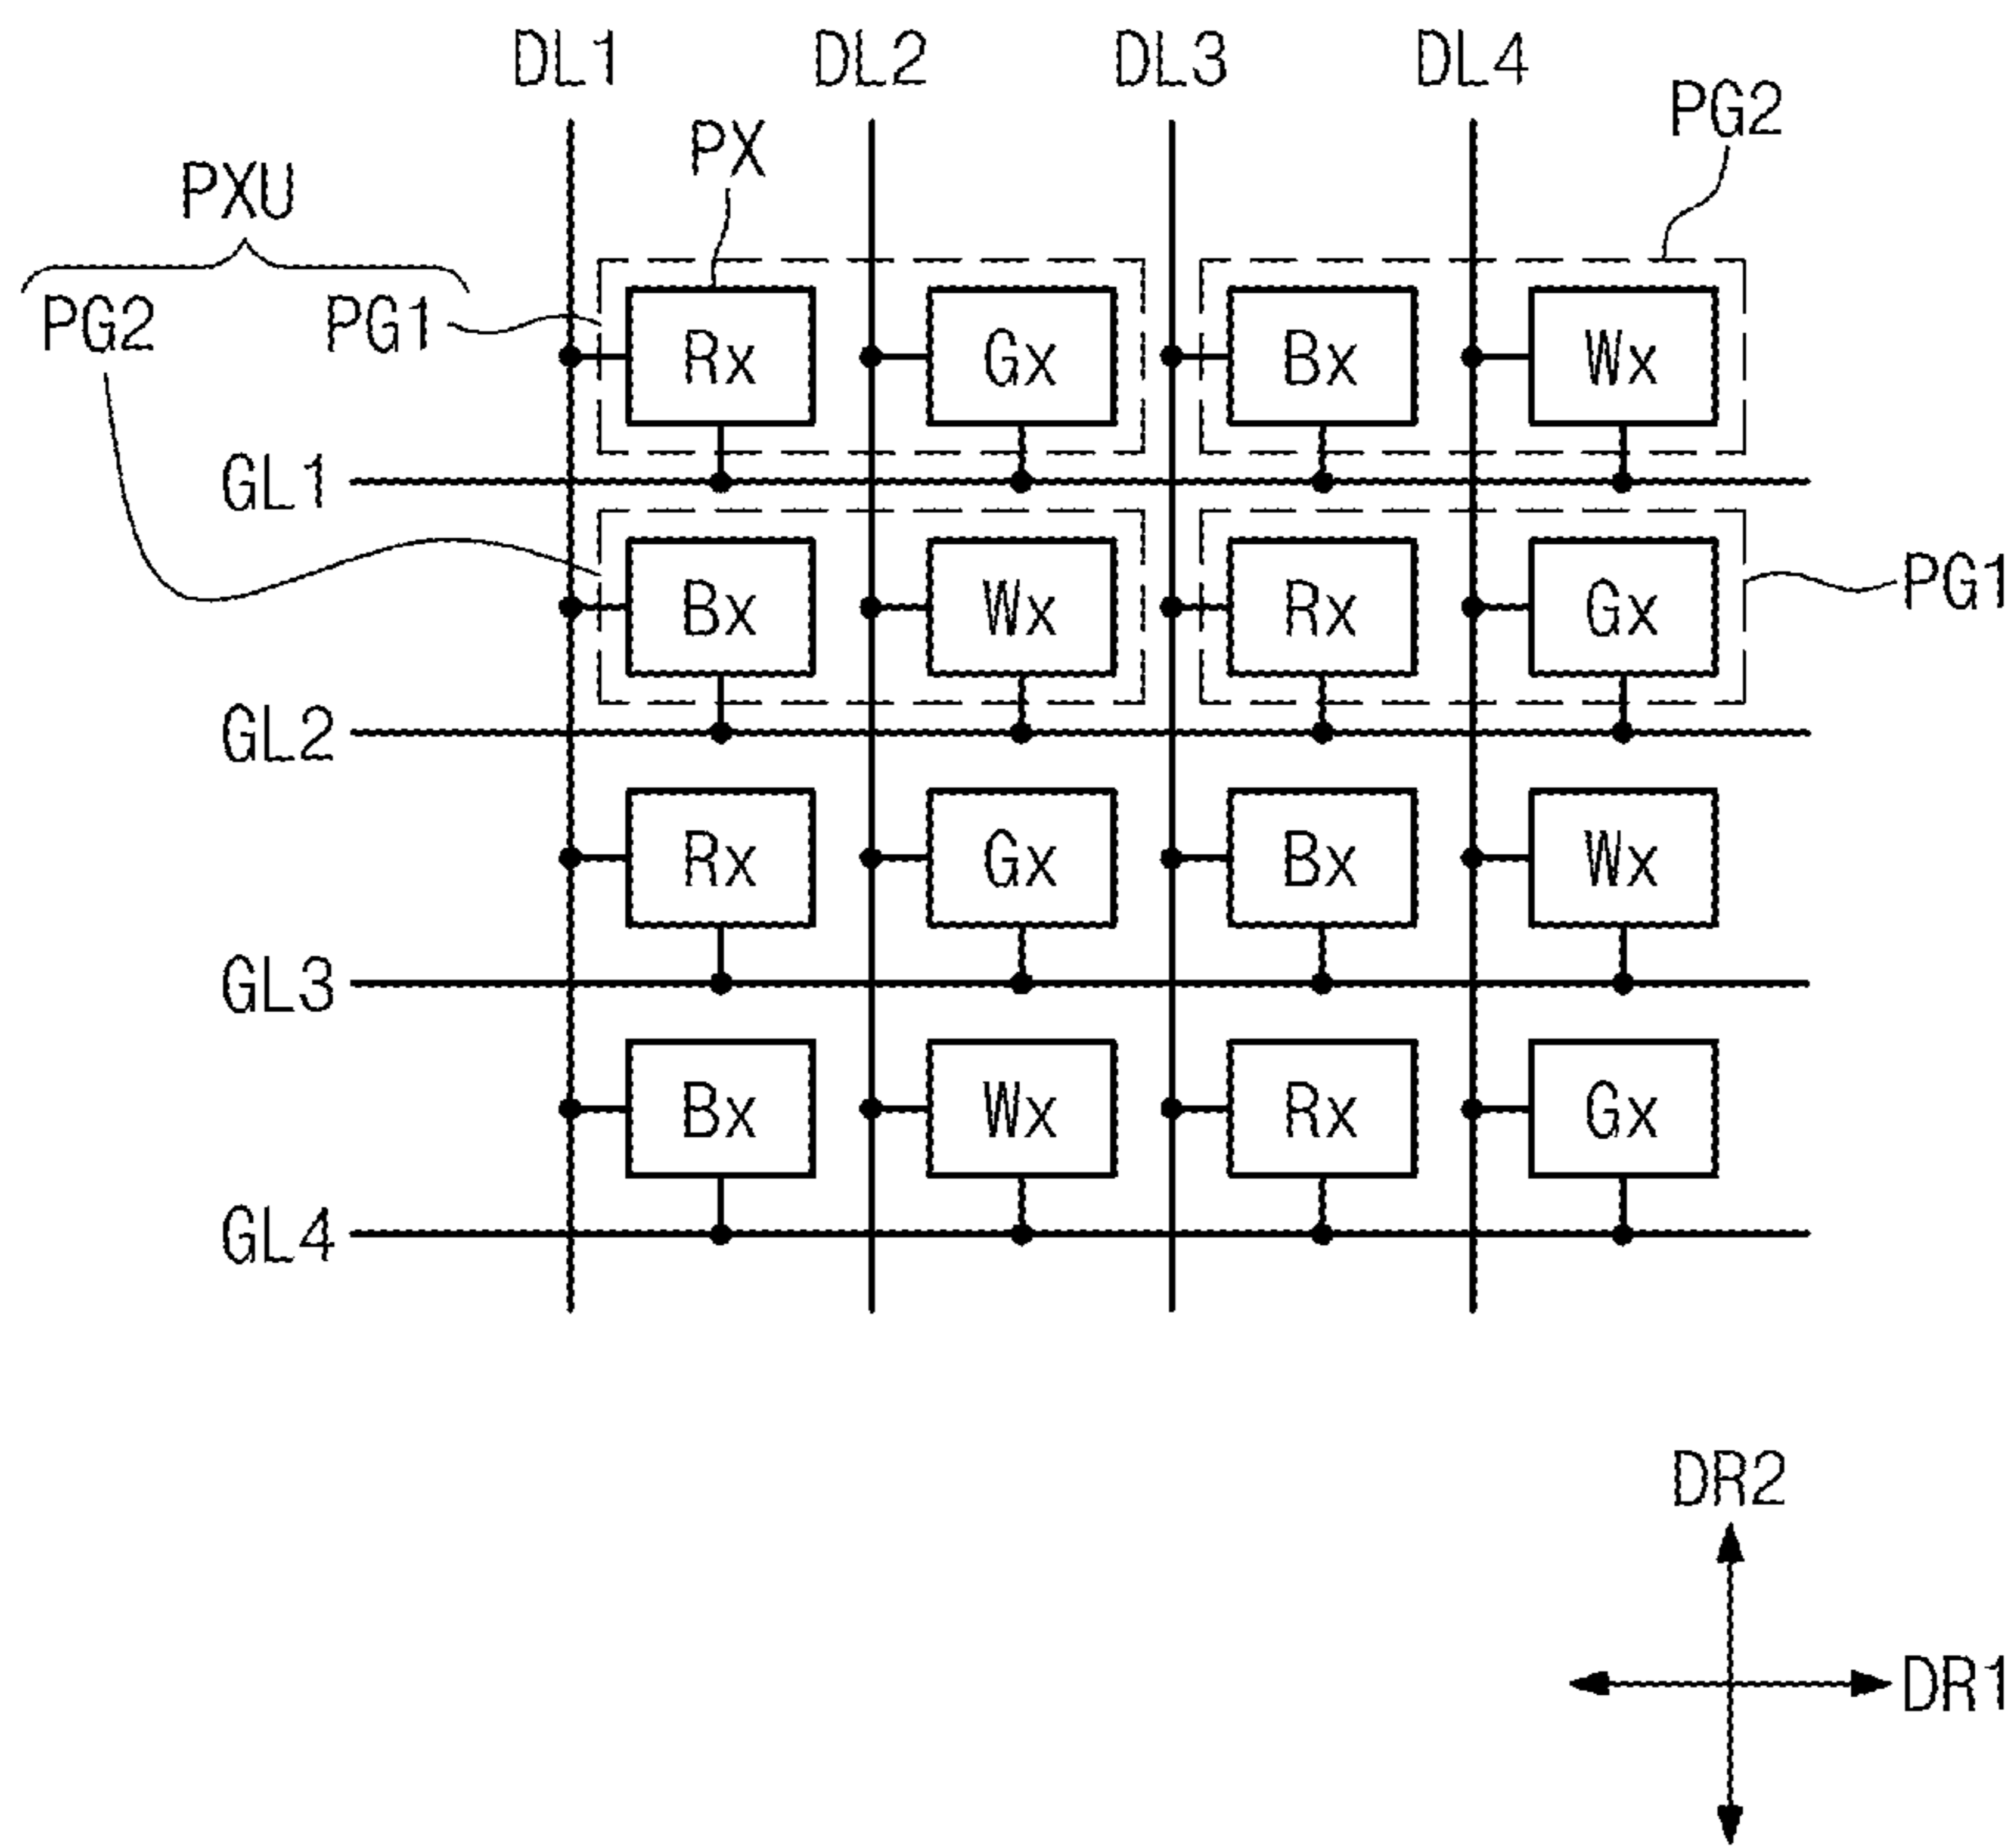 DL1 DL2 DL3 DL4
PG2
PX
PXU
PG2 PG1
Rx Gx Bx Wx
GL1
Bx Wx Rx Gx
PG1
GL2
Rx Gx Bx Wx
GL3
Bx Wx Rx Gx
GL4
DR2
DR1